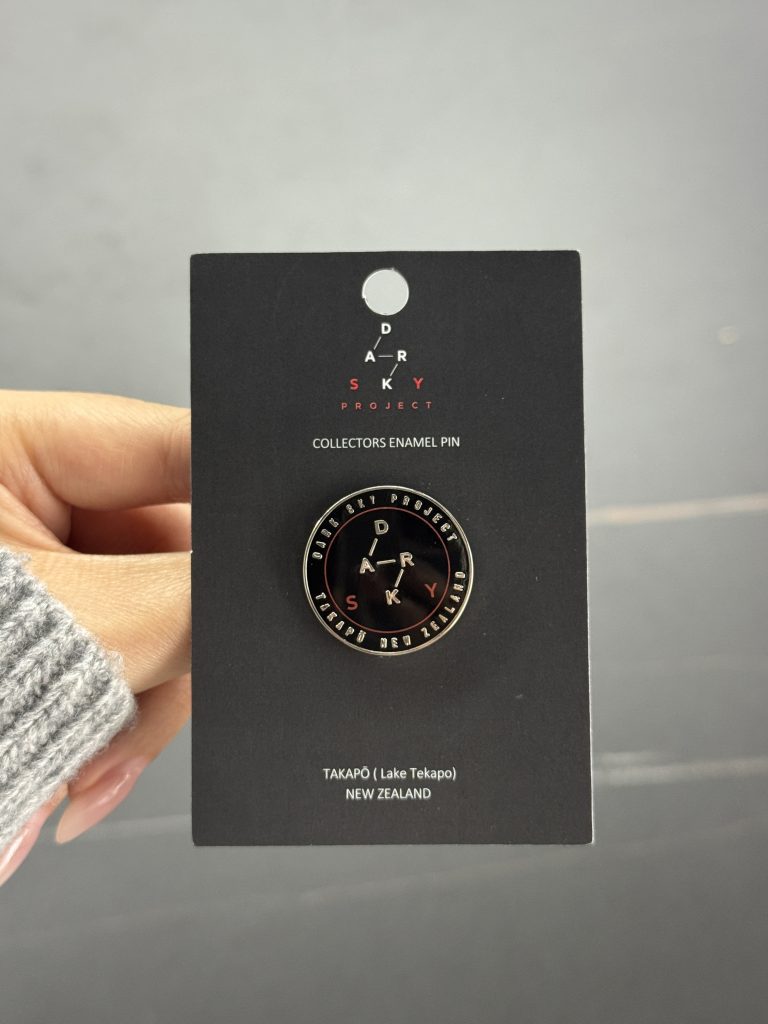 D
A R
S K Y
PROJECT
COLLECTORS ENAMEL PIN
DARK SKY PROJECT
D
A R
S K Y
TAKAPŌ NEW ZEALAND
TAKAPŌ ( Lake Tekapo)
NEW ZEALAND